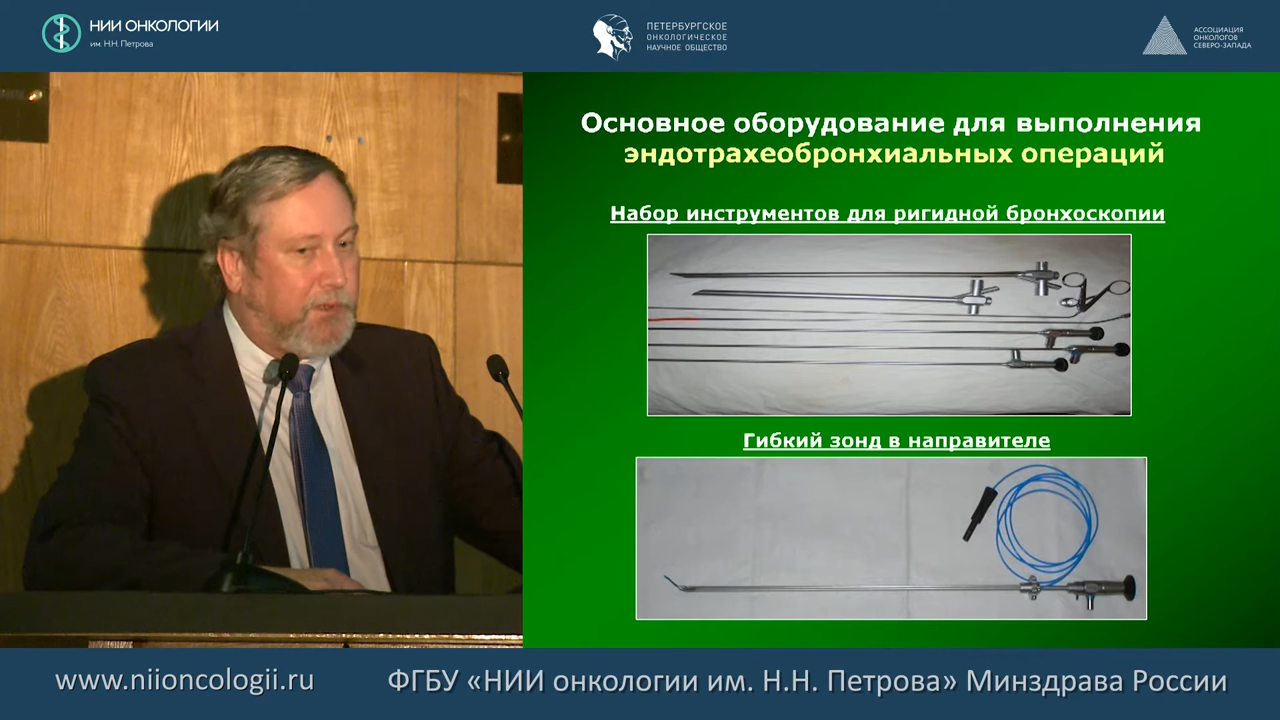 НИИ ОНКОЛОГИИ
им. Н.Н. Петрова
ПЕТЕРБУРГСКОЕ
ОНКОЛОГИЧЕСКОЕ
НАУЧНОЕ ОБЩЕСТВО
АССОЦИАЦИЯ
ОНКОЛОГОВ
СЕВЕРО-ЗАПАДА
Основное оборудование для выполнения
эндотрахеобронхиальных операций
Набор инструментов для ригидной бронхоскопии
Гибкий зонд в направителе
www.niioncologii.ru
ФГБУ «НИИ онкологии им. Н.Н. Петрова» Минздрава России